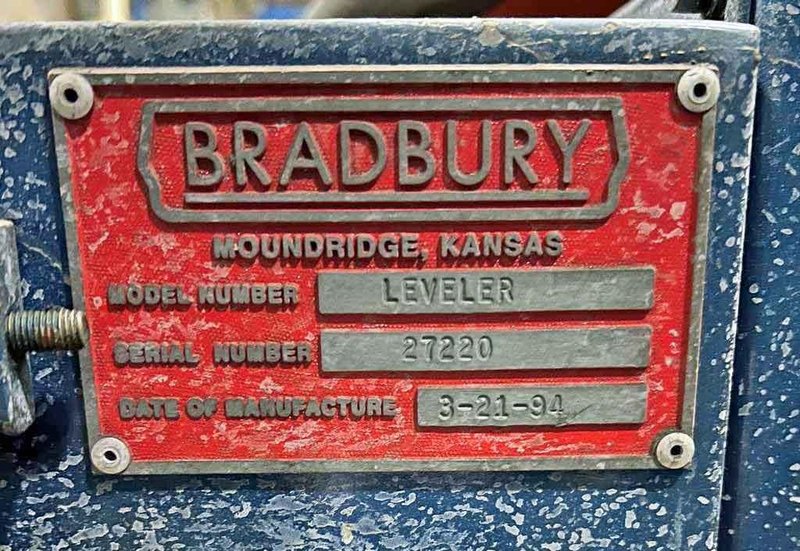 BRADBURY
MOUNDRIDGE, KANSAS
MODEL NUMBER LEVELER
SERIAL NUMBER 27220
DATE OF MANUFACTURE 3-21-94